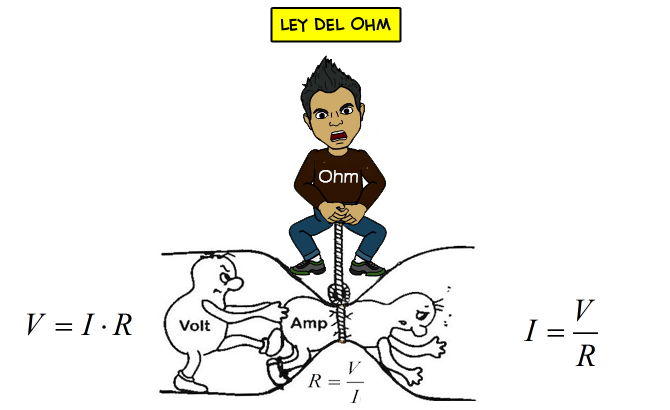 LEY DEL OHM
Ohm
Volt
Amp
V = I · R
I = V/R
R = V/I